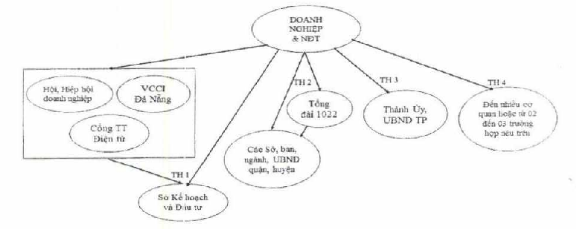 DOANH
NGHIỆP
& NĐT
TH 2
TH 3
TH 4
Hội, Hiệp hội
doanh nghiệp
VCCI
Đà Nẵng
Cổng TT
Điện tử
Tổng
đài 1022
Thành Ủy,
UBND TP
Đến nhiều cơ
quan hoặc từ 02
đến 03 trường
hợp nêu trên
Các Sở, ban,
ngành, UBND
quận, huyện
TH 1
Sở Kế hoạch
và Đầu tư